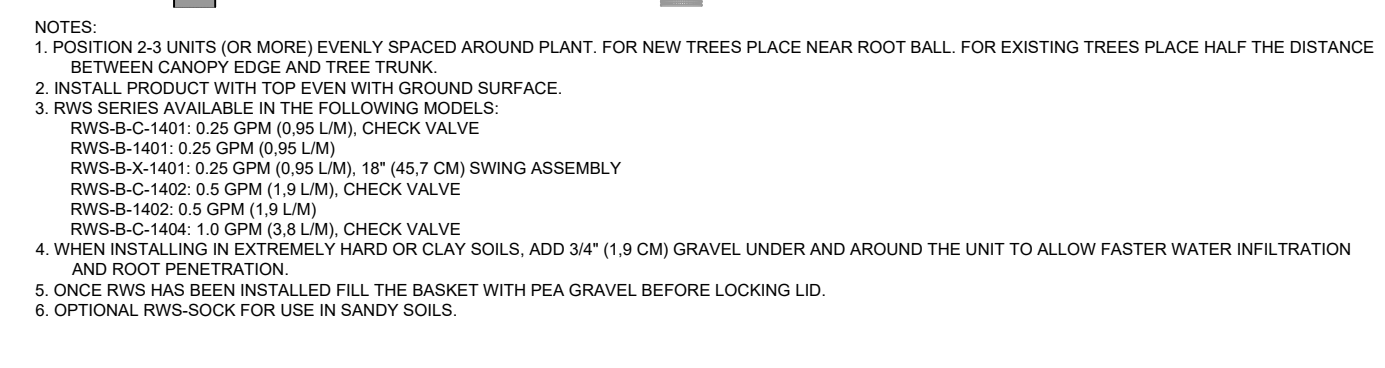 NOTES:
1. POSITION 2-3 UNITS (OR MORE) EVENLY SPACED AROUND PLANT. FOR NEW TREES PLACE NEAR ROOT BALL. FOR EXISTING TREES PLACE HALF THE DISTANCE
BETWEEN CANOPY EDGE AND TREE TRUNK.
2. INSTALL PRODUCT WITH TOP EVEN WITH GROUND SURFACE.
3. RWS SERIES AVAILABLE IN THE FOLLOWING MODELS:
RWS-B-C-1401: 0.25 GPM (0,95 L/M), CHECK VALVE
RWS-B-1401: 0.25 GPM (0,95 L/M)
RWS-B-X-1401: 0.25 GPM (0,95 L/M), 18" (45,7 CM) SWING ASSEMBLY
RWS-B-C-1402: 0.5 GPM (1,9 L/M), CHECK VALVE
RWS-B-1402: 0.5 GPM (1,9 L/M)
RWS-B-C-1404: 1.0 GPM (3,8 L/M), CHECK VALVE
4. WHEN INSTALLING IN EXTREMELY HARD OR CLAY SOILS, ADD 3/4" (1,9 CM) GRAVEL UNDER AND AROUND THE UNIT TO ALLOW FASTER WATER INFILTRATION
AND ROOT PENETRATION.
5. ONCE RWS HAS BEEN INSTALLED FILL THE BASKET WITH PEA GRAVEL BEFORE LOCKING LID.
6. OPTIONAL RWS-SOCK FOR USE IN SANDY SOILS.